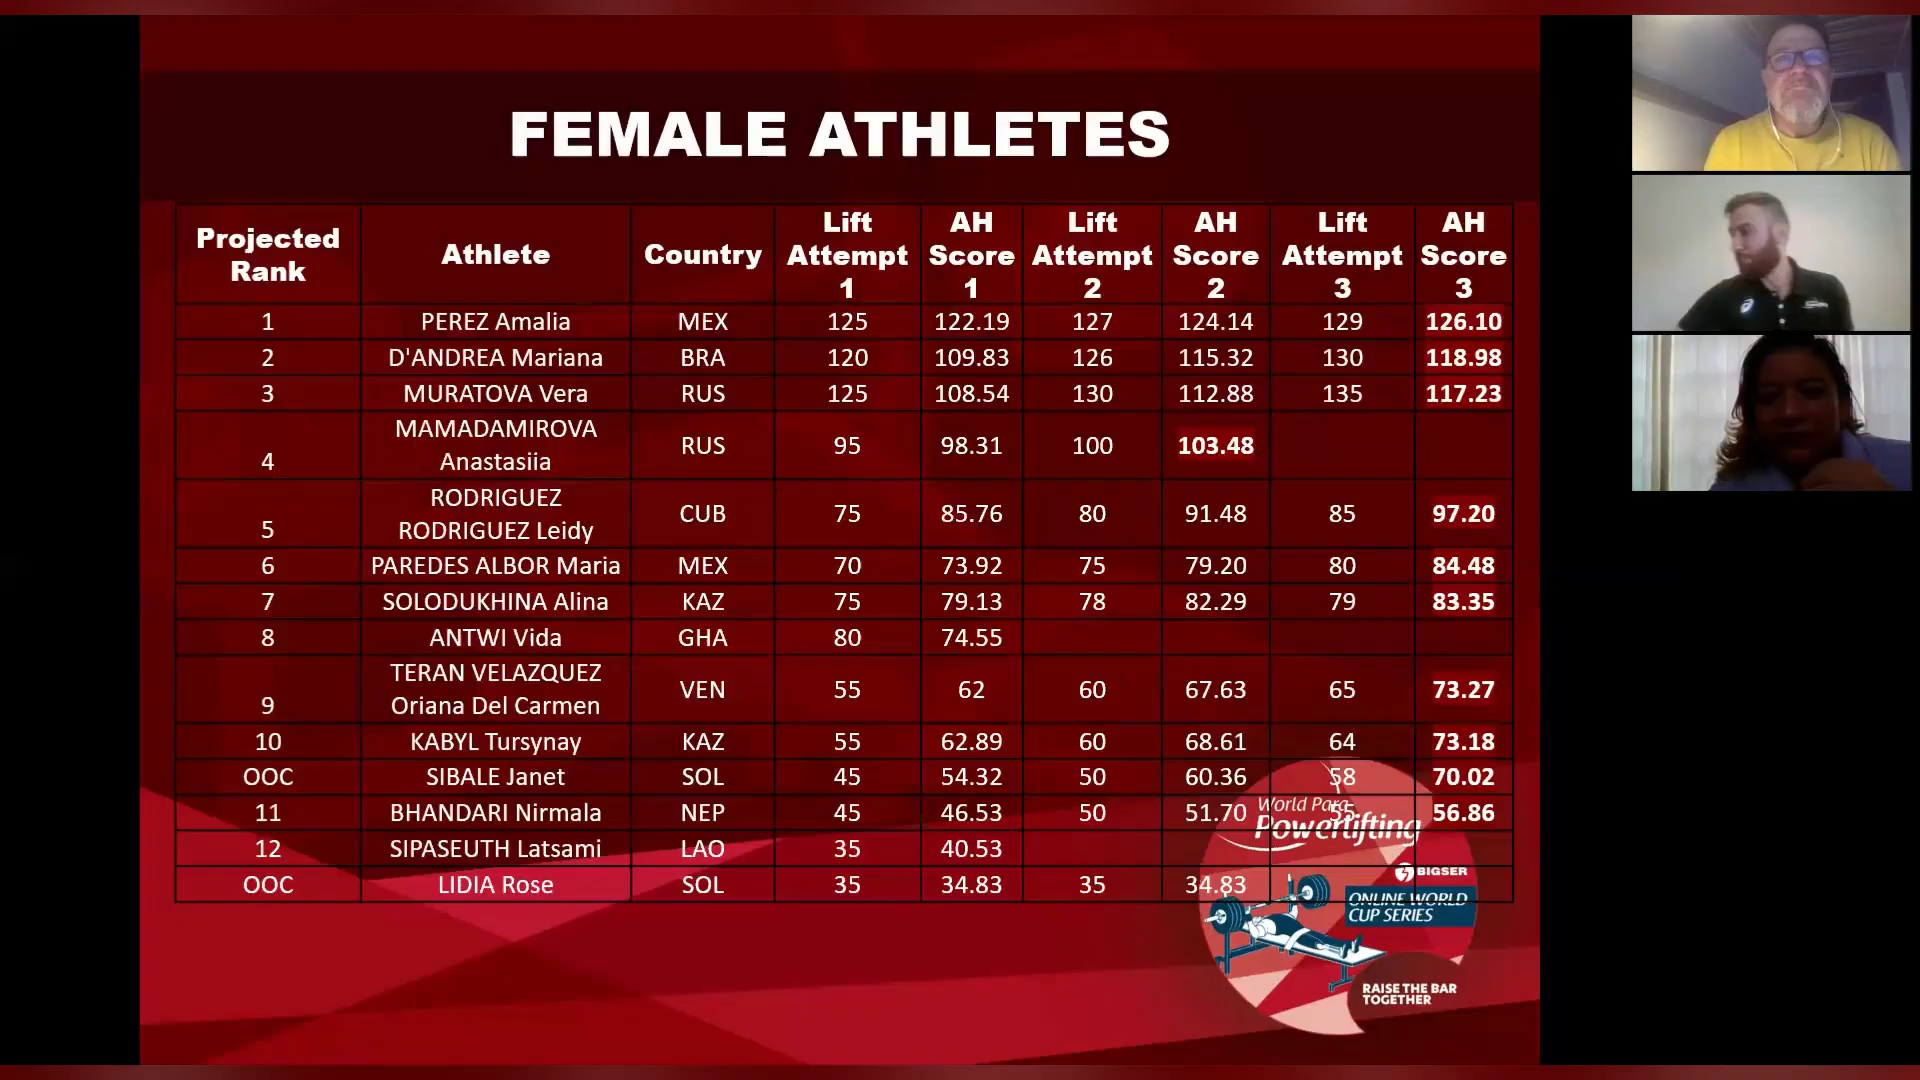 FEMALE ATHLETES
Projected Rank Athlete Country Lift Attempt 1 AH Score 1 Lift Attempt 2 AH Score 2 Lift Attempt 3 AH Score 3
1 PEREZ Amalia MEX 125 122.19 127 124.14 129 126.10
2 D'ANDREA Mariana BRA 120 109.83 126 115.32 130 118.98
3 MURATOVA Vera RUS 125 108.54 130 112.88 135 117.23
4 MAMADAMIROVA Anastasiia RUS 95 98.31 100 103.48
5 RODRIGUEZ RODRIGUEZ Leidy CUB 75 85.76 80 91.48 85 97.20
6 PAREDES ALBOR Maria MEX 70 73.92 75 79.20 80 84.48
7 SOLODUKHINA Alina KAZ 75 79.13 78 82.29 79 83.35
8 ANTWI Vida GHA 80 74.55
9 TERAN VELAZQUEZ Oriana Del Carmen VEN 55 62 60 67.63 65 73.27
10 KABYL Tursynay KAZ 55 62.89 60 68.61 64 73.18
OOC SIBALE Janet SOL 45 54.32 50 60.36 58 70.02
11 BHANDARI Nirmala NEP 45 46.53 50 51.70 55 56.86
12 SIPASEUTH Latsami LAO 35 40.53
OOC LIDIA Rose SOL 35 34.83 35 34.83
World Para
Powerlifting
BIGSER
ONLINE WORLD
CUP SERIES
RAISE THE BAR
TOGETHER